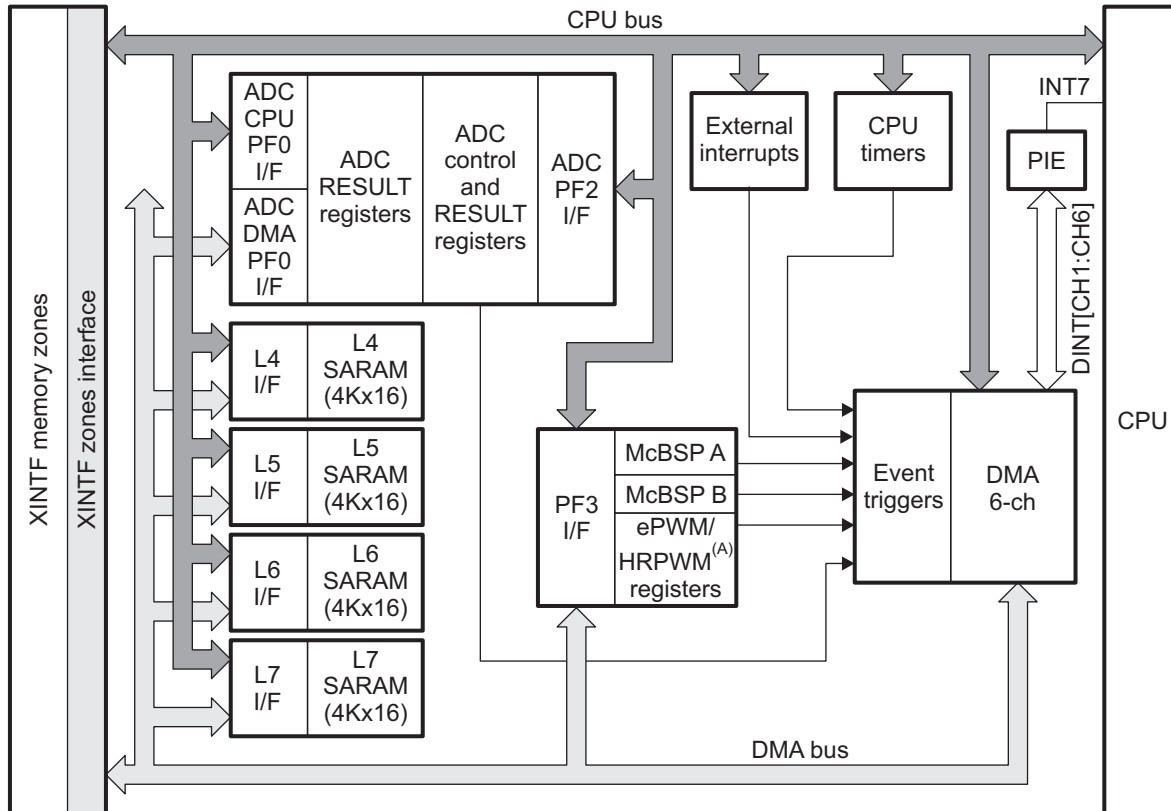 CPU bus
XINTF memory zones
XINTF zones interface
ADC
CPU
PF0
I/F
ADC
DMA
PF0
I/F
ADC
RESULT
registers
ADC
control
and
RESULT
registers
ADC
PF2
I/F
External
interrupts
CPU
timers
INT7
PIE
DINT[CH1:CH6]
CPU
L4
I/F
L4
SARAM
(4Kx16)
L5
I/F
L5
SARAM
(4Kx16)
L6
I/F
L6
SARAM
(4Kx16)
L7
I/F
L7
SARAM
(4Kx16)
PF3
I/F
McBSP A
McBSP B
ePWM/
HRPWM(A)
registers
Event
triggers
DMA
6-ch
DMA bus